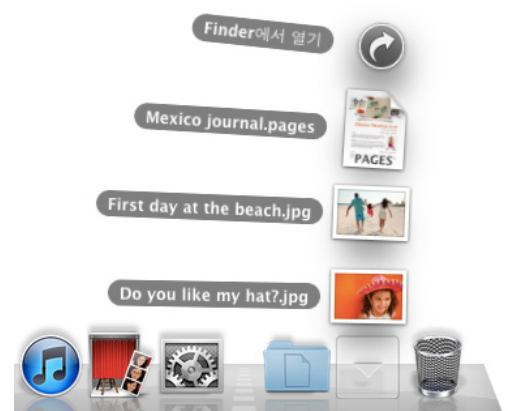 Finder에서 열기
Mexico journal.pages
PAGES
First day at the beach.jpg
Do you like my hat?.jpg